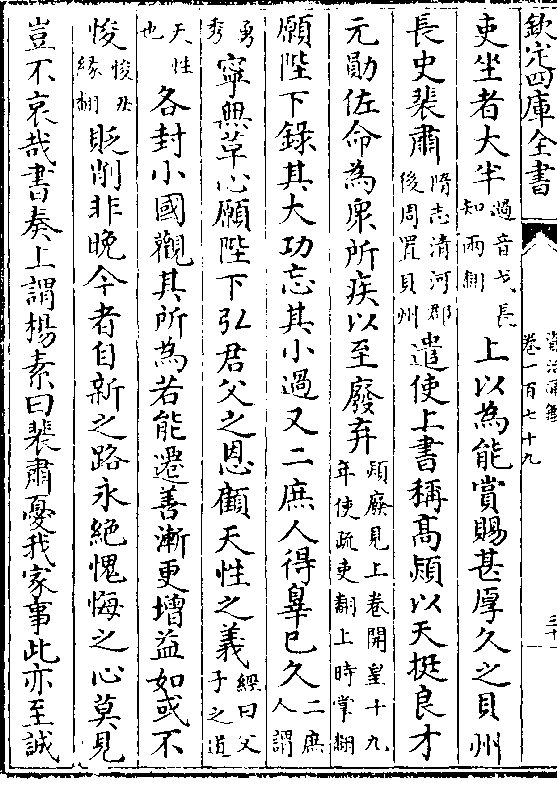 欽定四庫全書
資治通鑑
卷一百七十九
吏坐者大半過音戈長知兩翻上以為能賞賜甚厚久之貝州
長史裴肅隋志清河郡後周置貝州遣使上書稱高熲以天挺良才
元勛佐命為衆所疾以至廢弃熲廢見上卷開皇十九年使疏吏翻上時掌翻
願陛下錄其大功忘其小過又二庶人得辠已久二庶人謂
勇秀寧無革心願陛下弘君父之恩顧天性之義經曰父子之道
天性也各封小國觀其所為若能遷善漸更增益如或不
悛悛丑緣翻貶削非晚今者自新之路永絶愧悔之心莫見
豈不哀哉書奏上謂楊素曰裴肅憂我家事此亦至誠